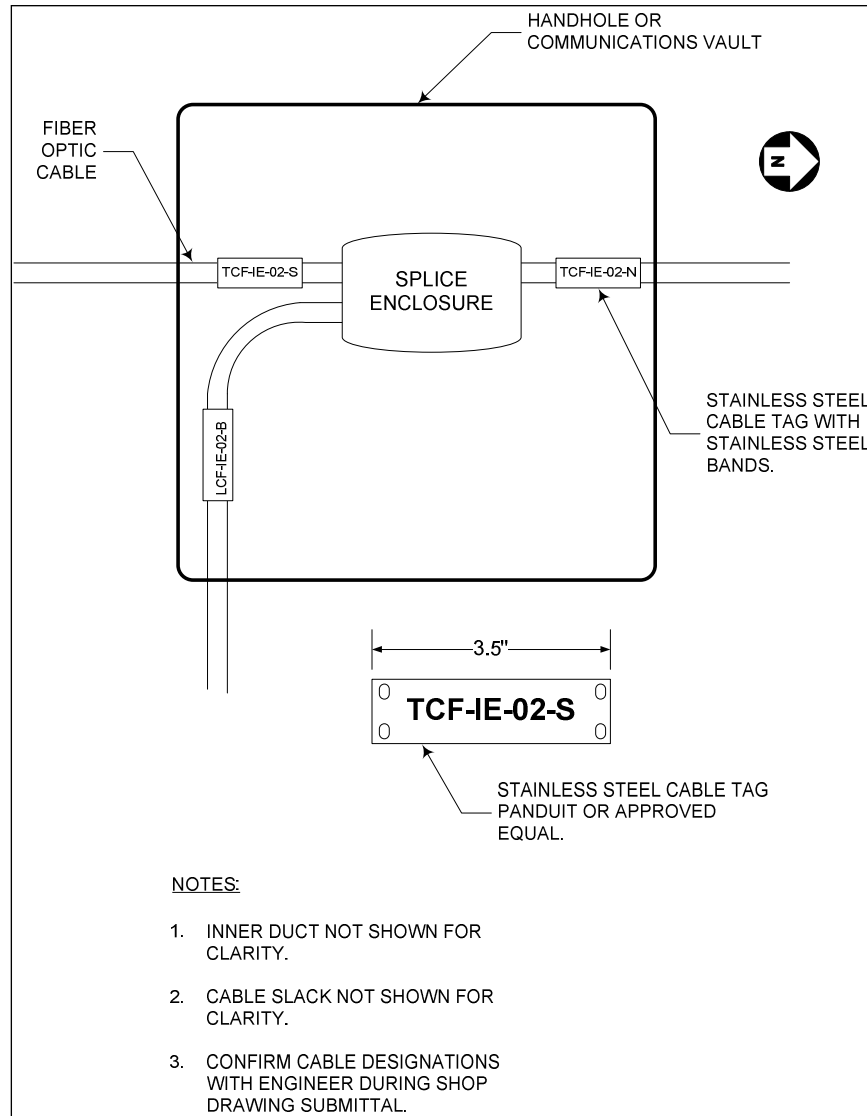 HANDHOLE OR
COMMUNICATIONS VAULT
FIBER
OPTIC
CABLE
N
TCF-IE-02-S
SPLICE
ENCLOSURE
TCF-IE-02-N
LCF-IE-02-B
STAINLESS STEEL
CABLE TAG WITH
STAINLESS STEEL
BANDS.
3.5"
TCF-IE-02-S
STAINLESS STEEL CABLE TAG
PANDUIT OR APPROVED
EQUAL.
NOTES:
1. INNER DUCT NOT SHOWN FOR
CLARITY.
2. CABLE SLACK NOT SHOWN FOR
CLARITY.
3. CONFIRM CABLE DESIGNATIONS
WITH ENGINEER DURING SHOP
DRAWING SUBMITTAL.